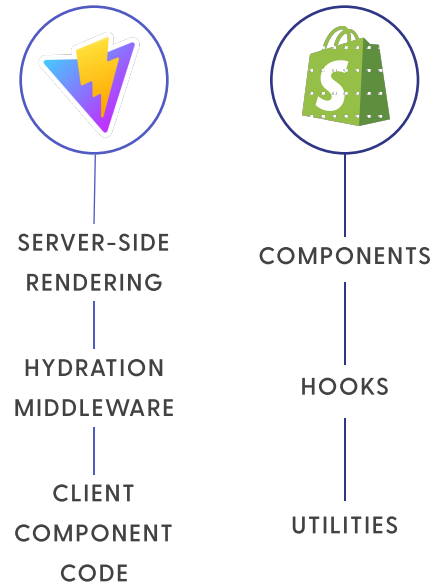 S
SERVER-SIDE
RENDERING
HYDRATION
MIDDLEWARE
CLIENT
COMPONENT
CODE
COMPONENTS
HOOKS
UTILITIES